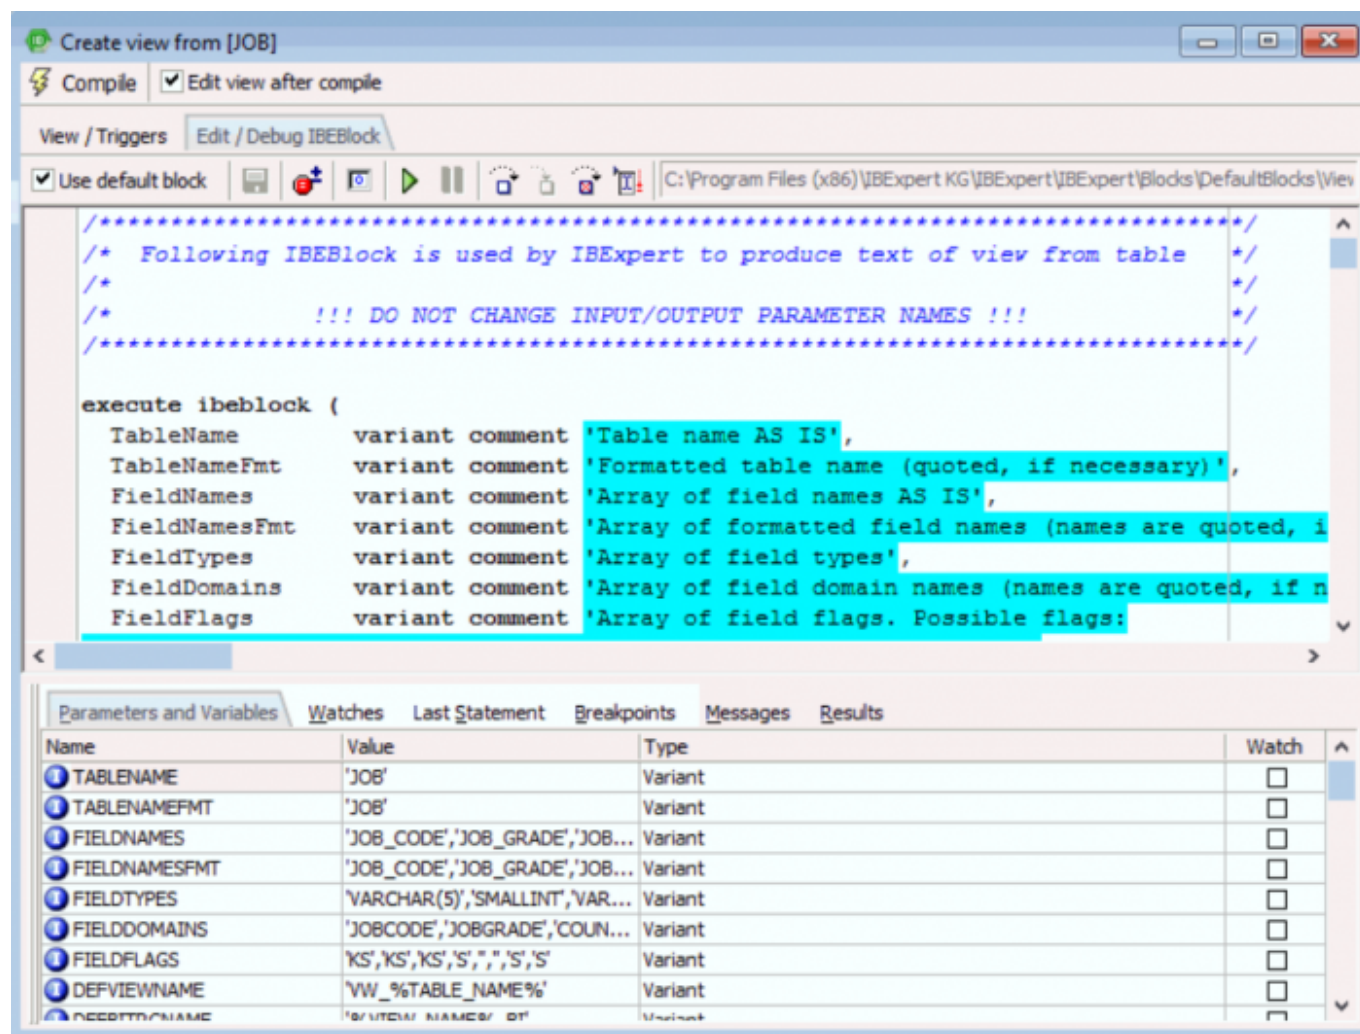 Create view from [JOB]
Compile Edit view after compile
View / Triggers Edit / Debug IBEBlock
Use default block C:\Program Files (x86)\IBExpert KG\IBExpert\IBExpert\Blocks\DefaultBlocks\View
/********************************************************************************/
/* Following IBEBlock is used by IBExpert to produce text of view from table */
/* */
/* !!! DO NOT CHANGE INPUT/OUTPUT PARAMETER NAMES !!! */
/********************************************************************************/
execute ibeblock (
TableName variant comment 'Table name AS IS',
TableNameFmt variant comment 'Formatted table name (quoted, if necessary)',
FieldNames variant comment 'Array of field names AS IS',
FieldNamesFmt variant comment 'Array of formatted field names (names are quoted, i
FieldTypes variant comment 'Array of field types',
FieldDomains variant comment 'Array of field domain names (names are quoted, if n
FieldFlags variant comment 'Array of field flags. Possible flags:
Parameters and Variables Watches Last Statement Breakpoints Messages Results
Name Value Type Watch
TABLENAME 'JOB' Variant
TABLENAMEFMT 'JOB' Variant
FIELDNAMES 'JOB_CODE','JOB_GRADE','JOB... Variant
FIELDNAMESFMT 'JOB_CODE','JOB_GRADE','JOB... Variant
FIELDTYPES 'VARCHAR(5)','SMALLINT','VAR... Variant
FIELDDOMAINS 'JOBCODE','JOBGRADE','COUN... Variant
FIELDFLAGS 'KS','KS','KS','S','','','S','S' Variant
DEFVIEWNAME 'VW_%TABLE_NAME%' Variant
'%VIEW_NAME%_BI' Variant